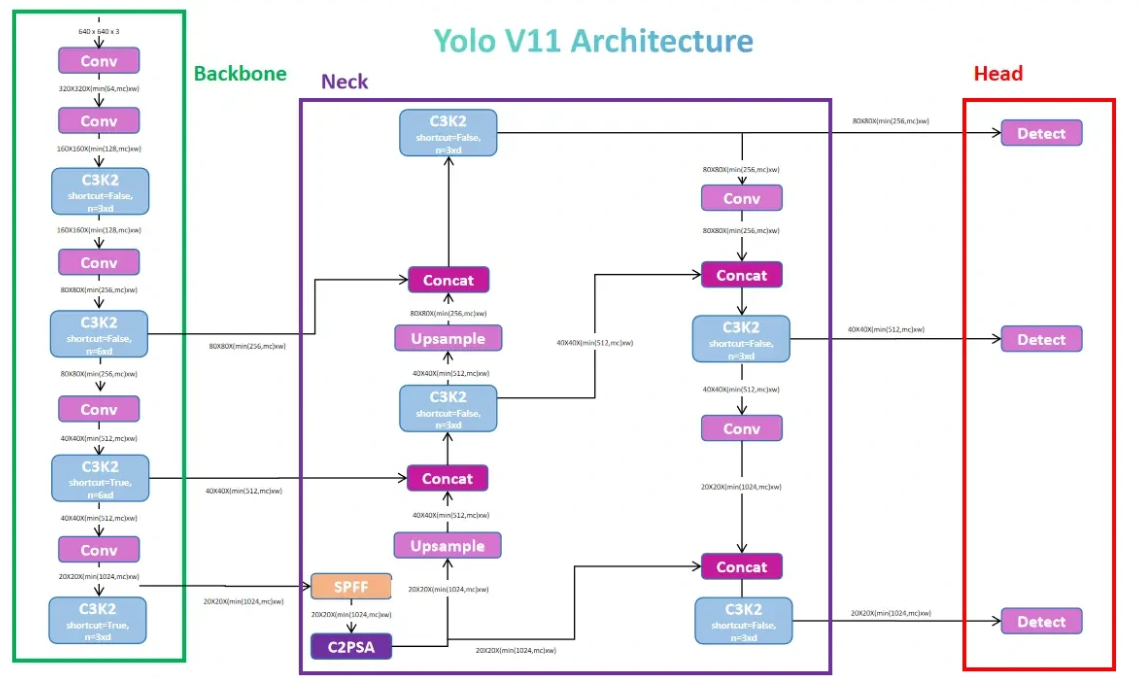 Yolo V11 Architecture
Backbone
640 x 640 x 3
Conv
320X320X(min(64,mc)xw)
Conv
160X160X(min(128,mc)xw)
C3K2
shortcut=False,
n=3xd
160X160X(min(128,mc)xw)
Conv
80X80X(min(256,mc)xw)
C3K2
shortcut=False,
n=6xd
80X80X(min(256,mc)xw)
80X80X(min(256,mc)xw)
Conv
40X40X(min(512,mc)xw)
C3K2
shortcut=True,
n=6xd
40X40X(min(512,mc)xw)
40X40X(min(512,mc)xw)
Conv
20X20X(min(1024,mc)xw)
20X20X(min(1024,mc)xw)
C3K2
shortcut=True,
n=3xd
Neck
C3K2
shortcut=False,
n=3xd
Concat
80X80X(min(256,mc)xw)
Upsample
40X40X(min(512,mc)xw)
C3K2
shortcut=False,
n=3xd
Concat
40X40X(min(512,mc)xw)
Upsample
20X20X(min(1024,mc)xw)
SPFF
20X20X(min(1024,mc)xw)
C2PSA
20X20X(min(1024,mc)xw)
40X40X(min(512,mc)xw)
80X80X(min(256,mc)xw)
Conv
80X80X(min(256,mc)xw)
Concat
C3K2
shortcut=False,
n=3xd
40X40X(min(512,mc)xw)
Conv
20X20X(min(1024,mc)xw)
Concat
C3K2
shortcut=False,
n=3xd
Head
80X80X(min(256,mc)xw)
Detect
40X40X(min(512,mc)xw)
Detect
20X20X(min(1024,mc)xw)
Detect